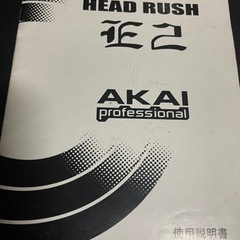 HEAD RUSH
E2
AKAI
professional
使用説明書